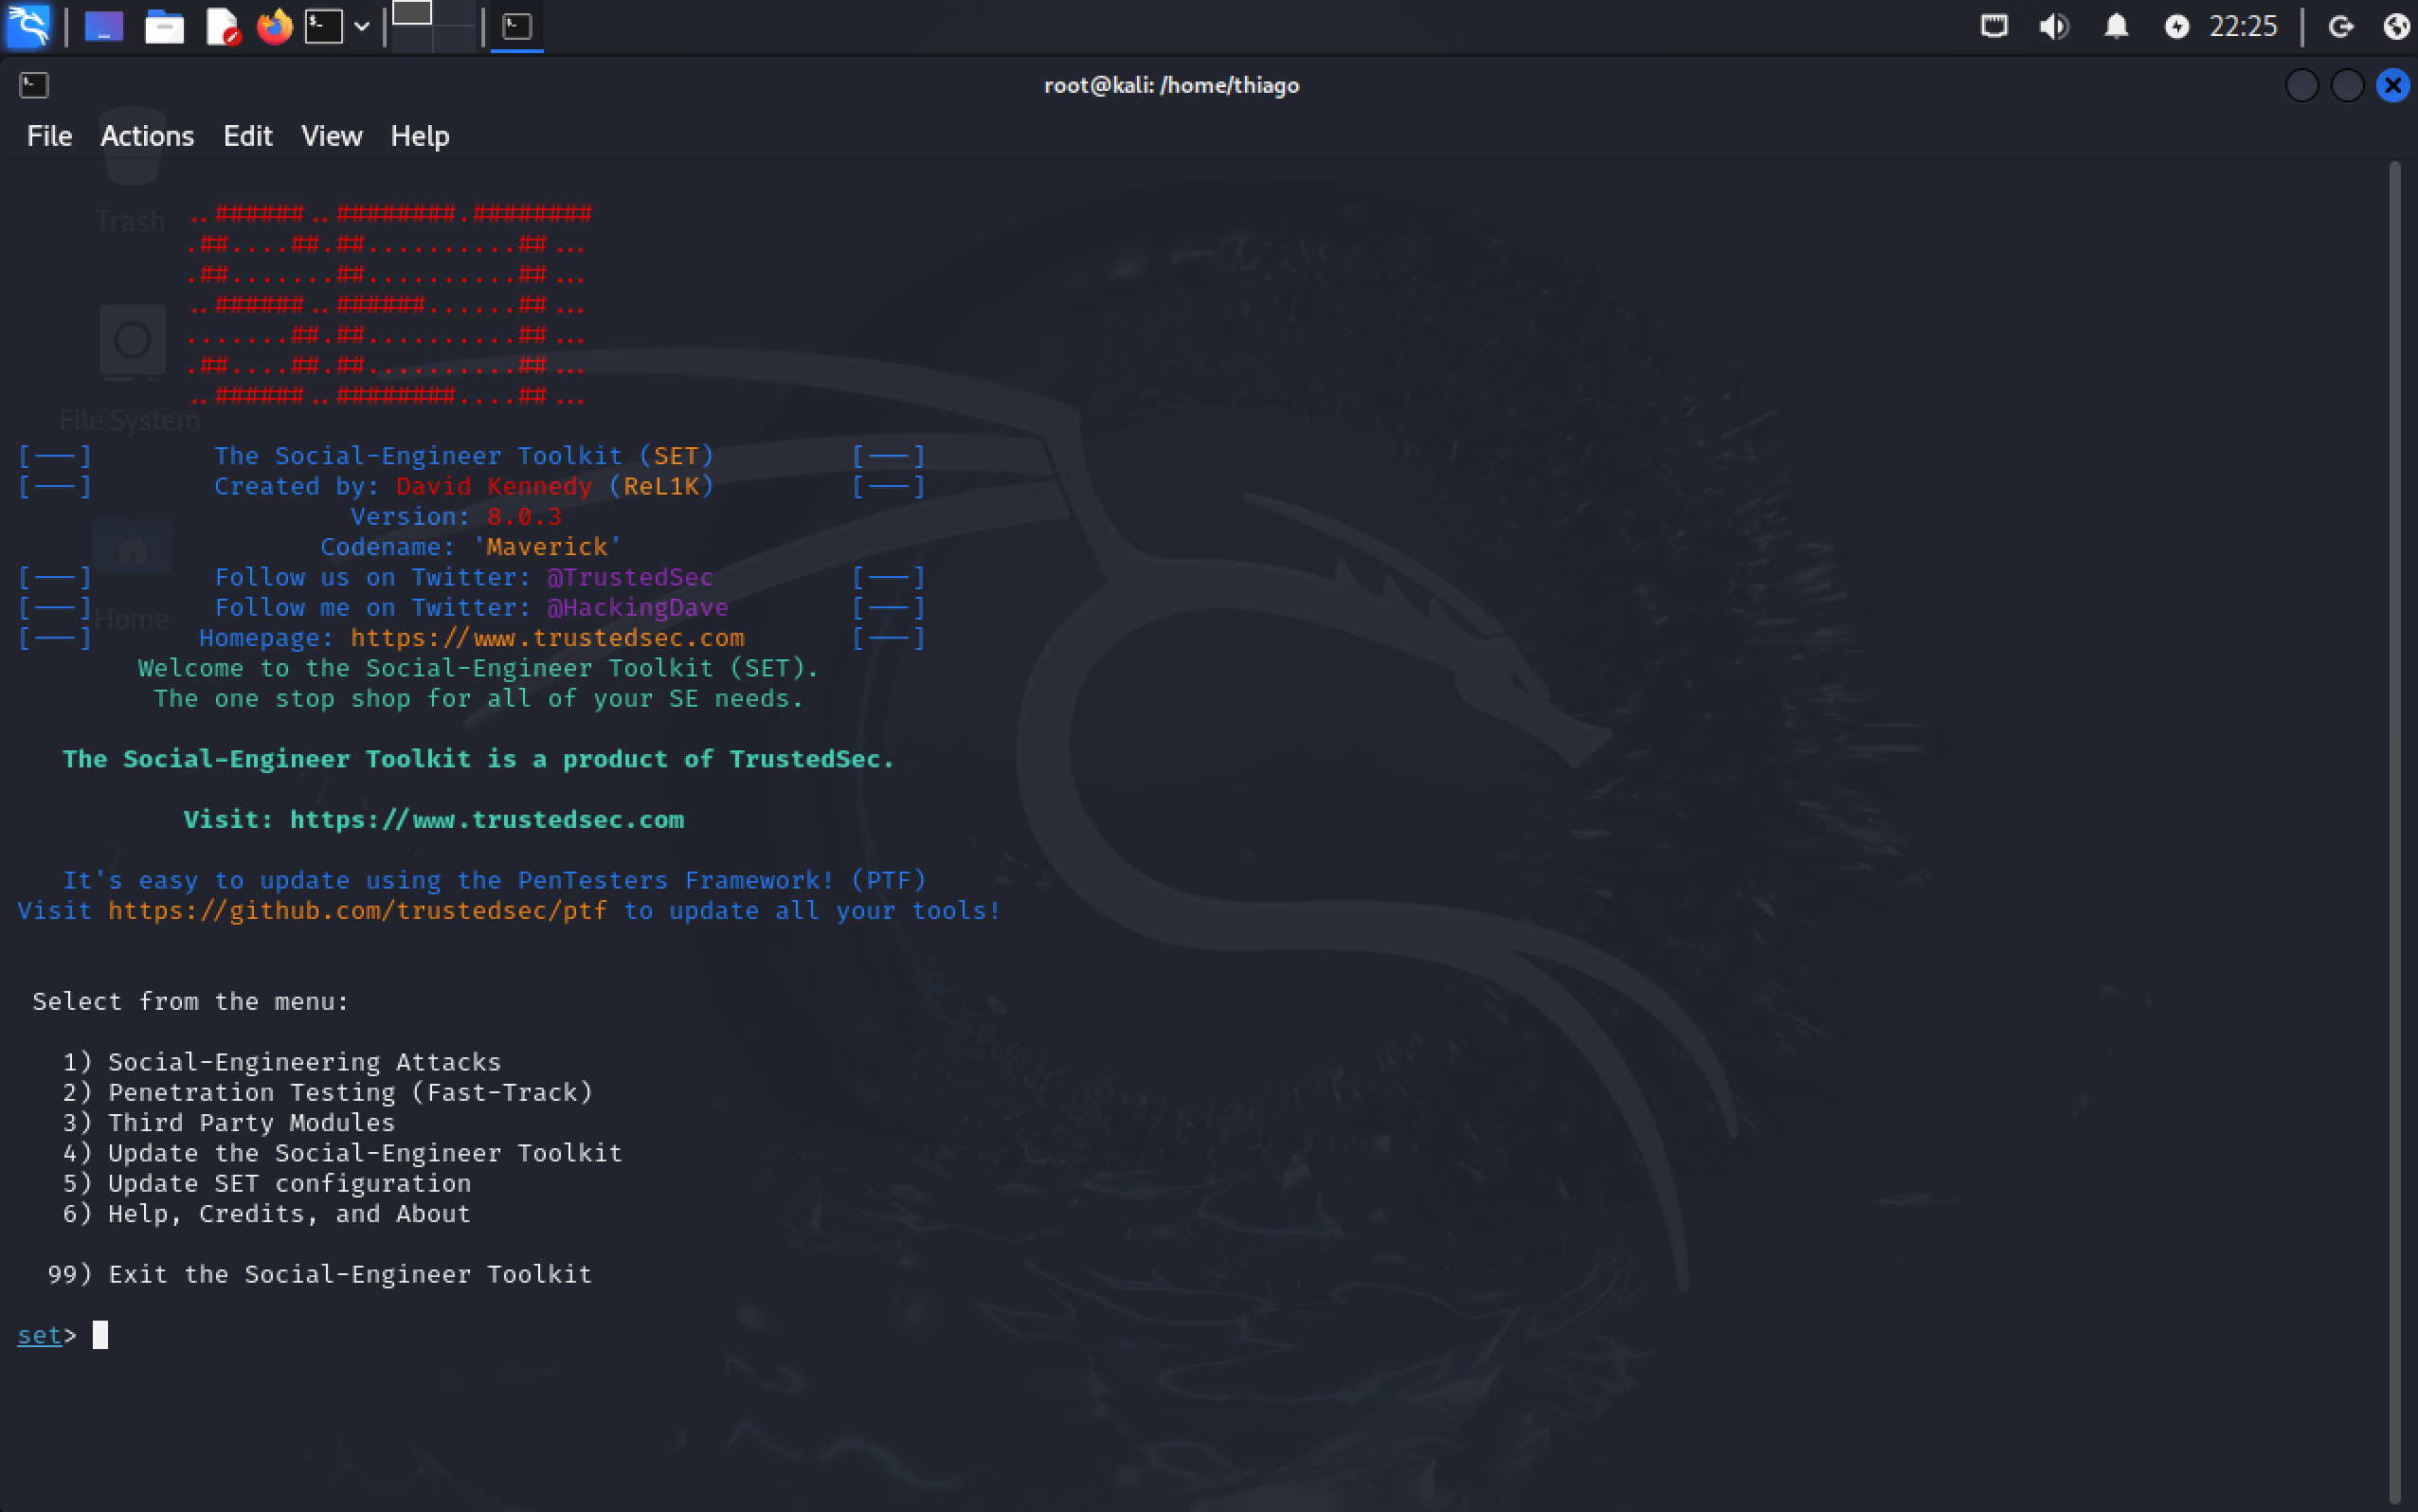 22:25
root@kali: /home/thiago
File Actions Edit View Help
Trash
..######..########.########
.##....##.##..........##...
.##.......##..........##...
..######..######......##...
.......##.##..........##...
.##....##.##..........##...
..######..########....##...
File System
[---] The Social-Engineer Toolkit (SET) [---]
[---] Created by: David Kennedy (ReL1K) [---]
Version: 8.0.3
Codename: 'Maverick'
[---] Follow us on Twitter: @TrustedSec [---]
[---] Follow me on Twitter: @HackingDave [---]
Home
[---] Homepage: https://www.trustedsec.com [---]
Welcome to the Social-Engineer Toolkit (SET).
The one stop shop for all of your SE needs.
The Social-Engineer Toolkit is a product of TrustedSec.
Visit: https://www.trustedsec.com
It's easy to update using the PenTesters Framework! (PTF)
Visit https://github.com/trustedsec/ptf to update all your tools!
Select from the menu:
1) Social-Engineering Attacks
2) Penetration Testing (Fast-Track)
3) Third Party Modules
4) Update the Social-Engineer Toolkit
5) Update SET configuration
6) Help, Credits, and About
99) Exit the Social-Engineer Toolkit
set>